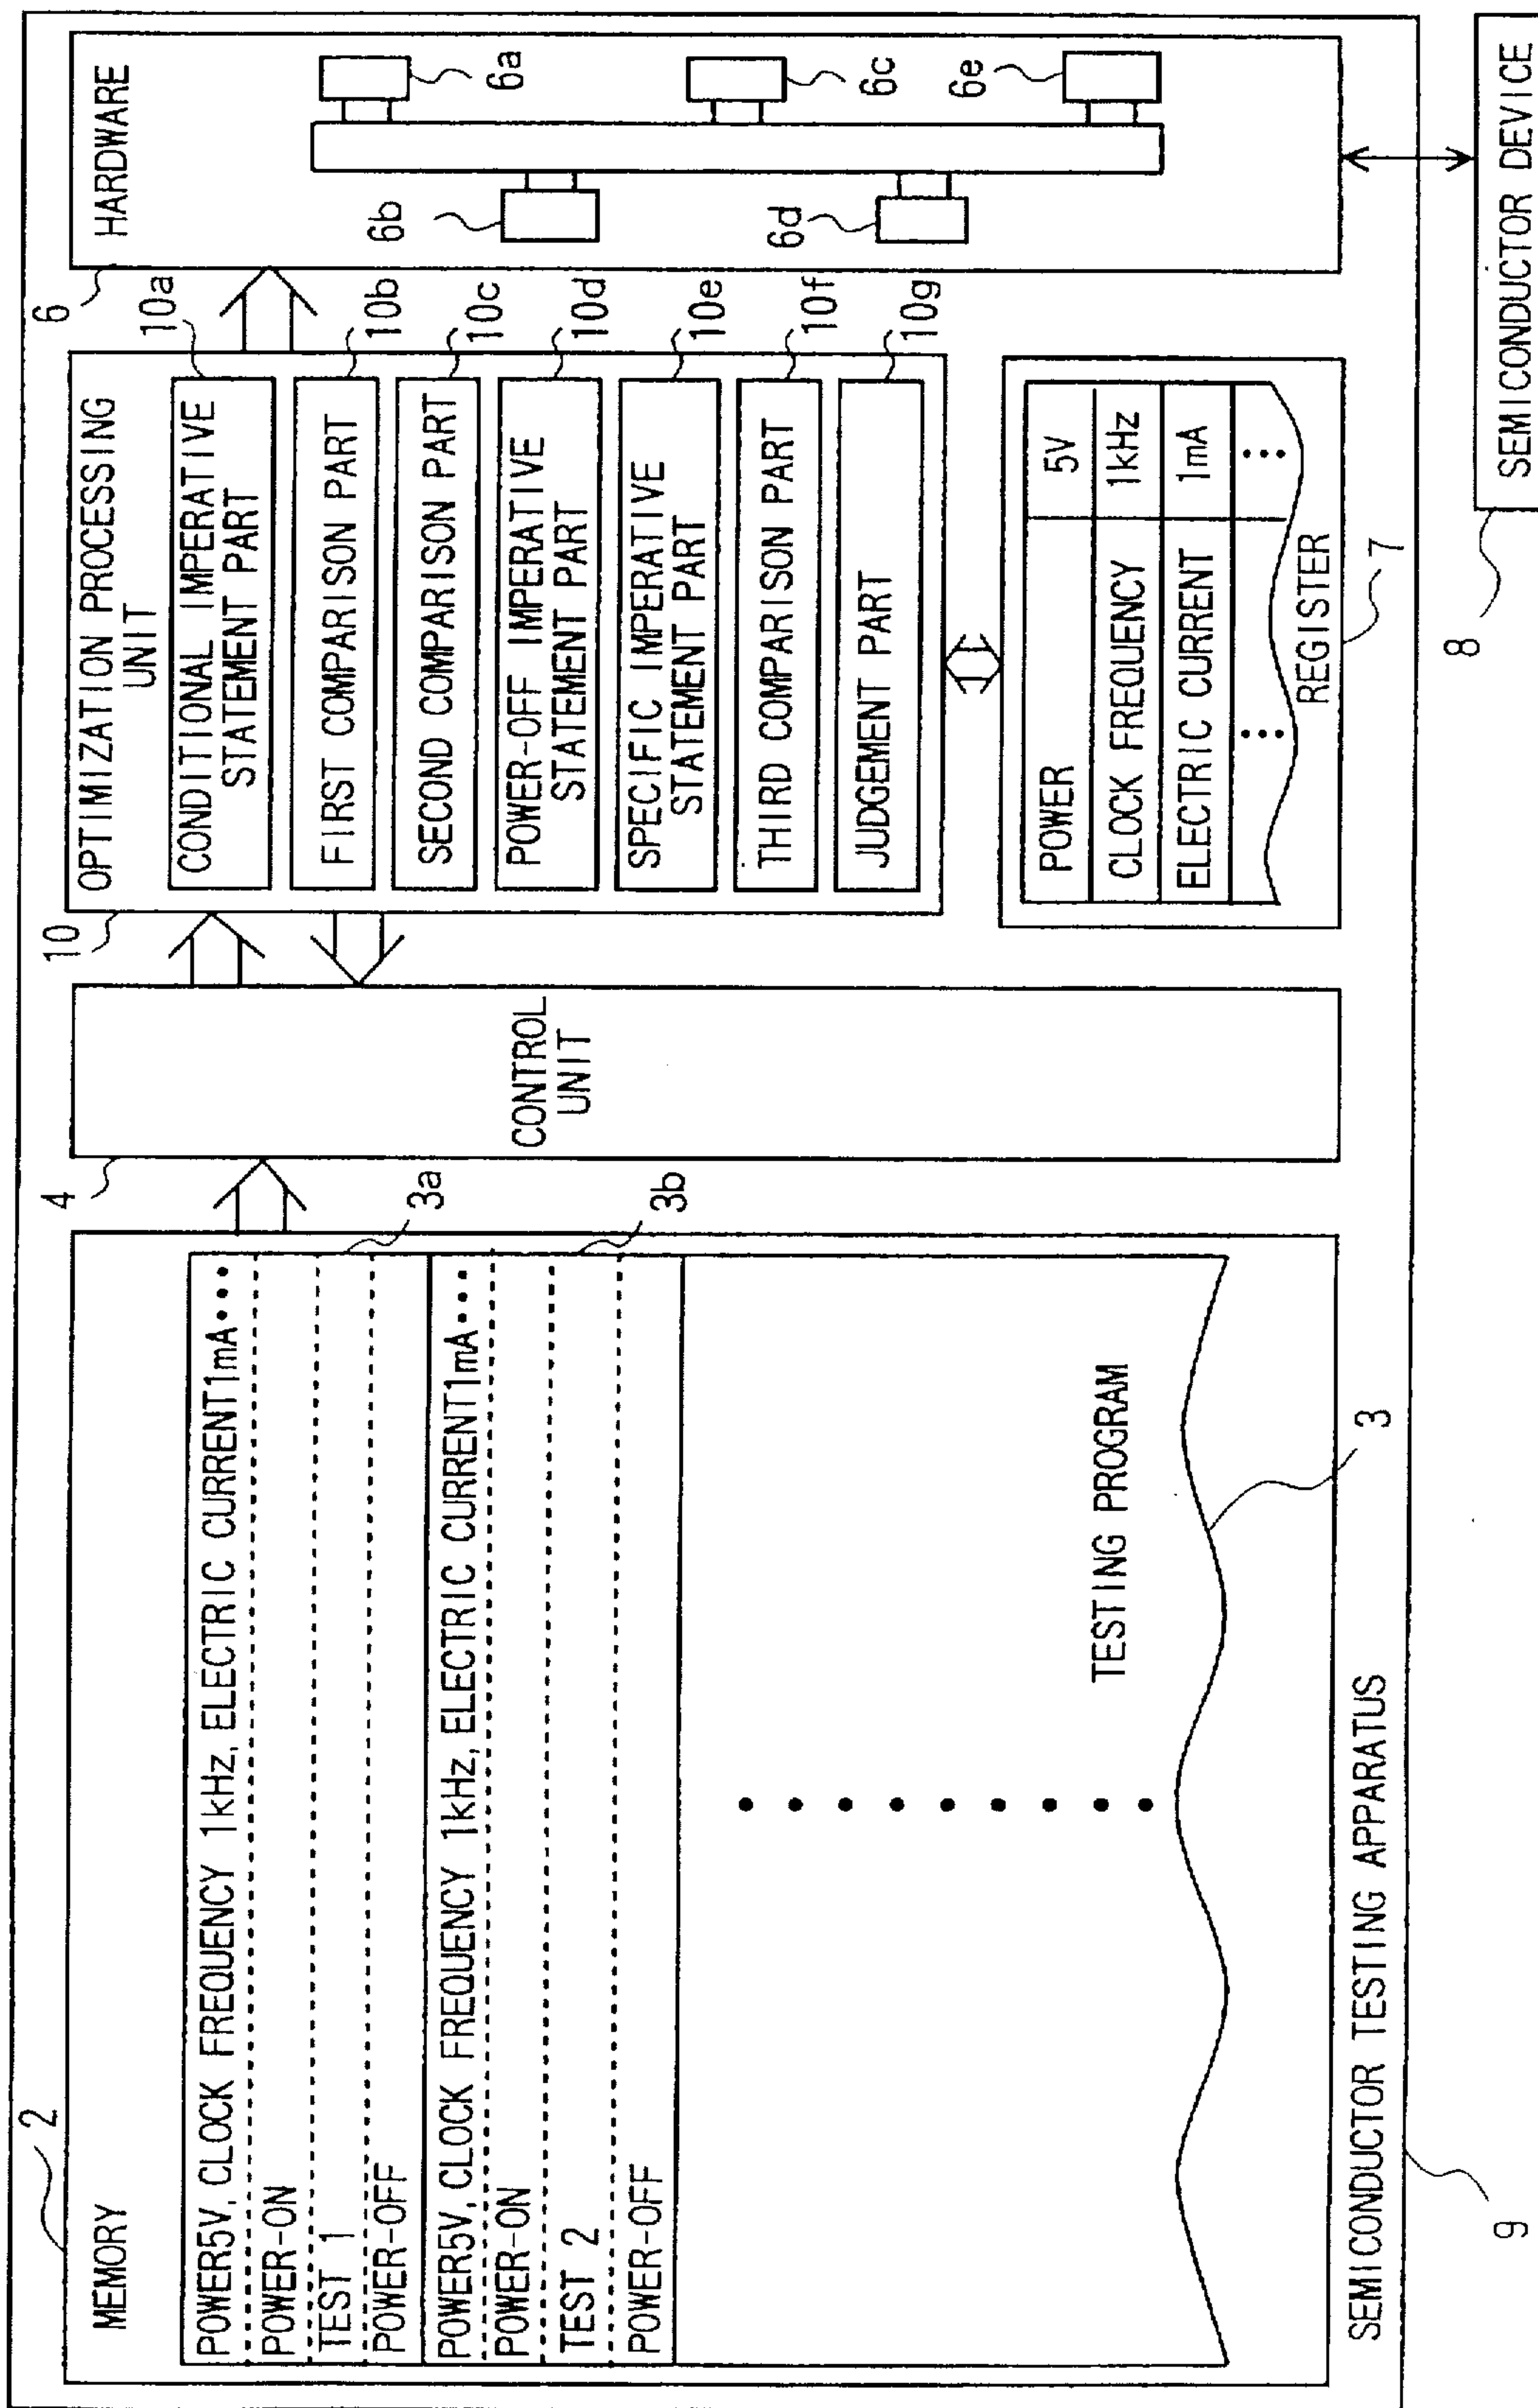 2
MEMORY
POWER5V, CLOCK FREQUENCY 1kHz, ELECTRIC CURRENT1mA•••
POWER-ON
TEST 1
POWER-OFF
3a
POWER5V, CLOCK FREQUENCY 1kHz, ELECTRIC CURRENT1mA•••
POWER-ON
TEST 2
POWER-OFF
3b
TESTING PROGRAM
3
4
CONTROL
UNIT
10
OPTIMIZATION PROCESSING
UNIT
CONDITIONAL IMPERATIVE
STATEMENT PART
10a
FIRST COMPARISON PART
10b
SECOND COMPARISON PART
10c
POWER-OFF IMPERATIVE
STATEMENT PART
10d
SPECIFIC IMPERATIVE
STATEMENT PART
10e
THIRD COMPARISON PART
10f
JUDGEMENT PART
10g
POWER 5V
CLOCK FREQUENCY 1kHz
ELECTRIC CURRENT 1mA
REGISTER
7
6
HARDWARE
6a
6b
6c
6d
6e
SEMICONDUCTOR TESTING APPARATUS
9
8
SEMICONDUCTOR DEVICE